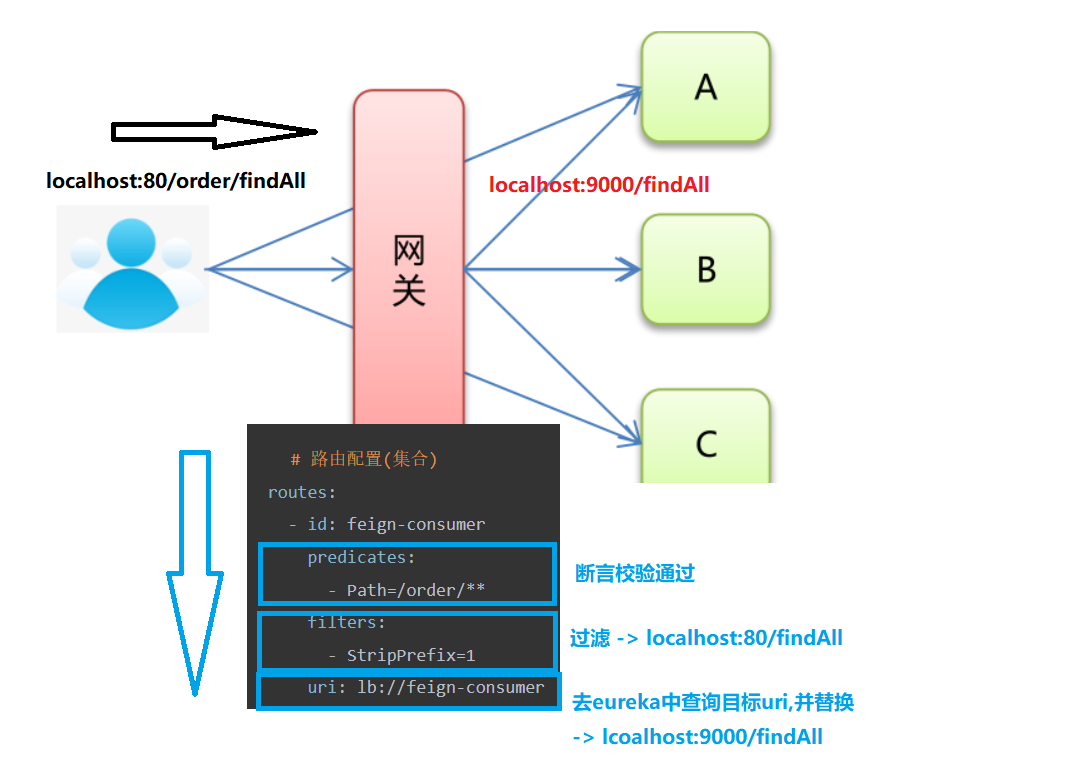 localhost:80/order/findAll
网
关
A
localhost:9000/findAll
B
C
# 路由配置(集合)
routes:
- id: feign-consumer
predicates:
- Path=/order/**
断言校验通过
filters:
- StripPrefix=1
过滤 -> localhost:80/findAll
uri: lb://feign-consumer
去eureka中查询目标uri,并替换
-> lcoalhost:9000/findAll